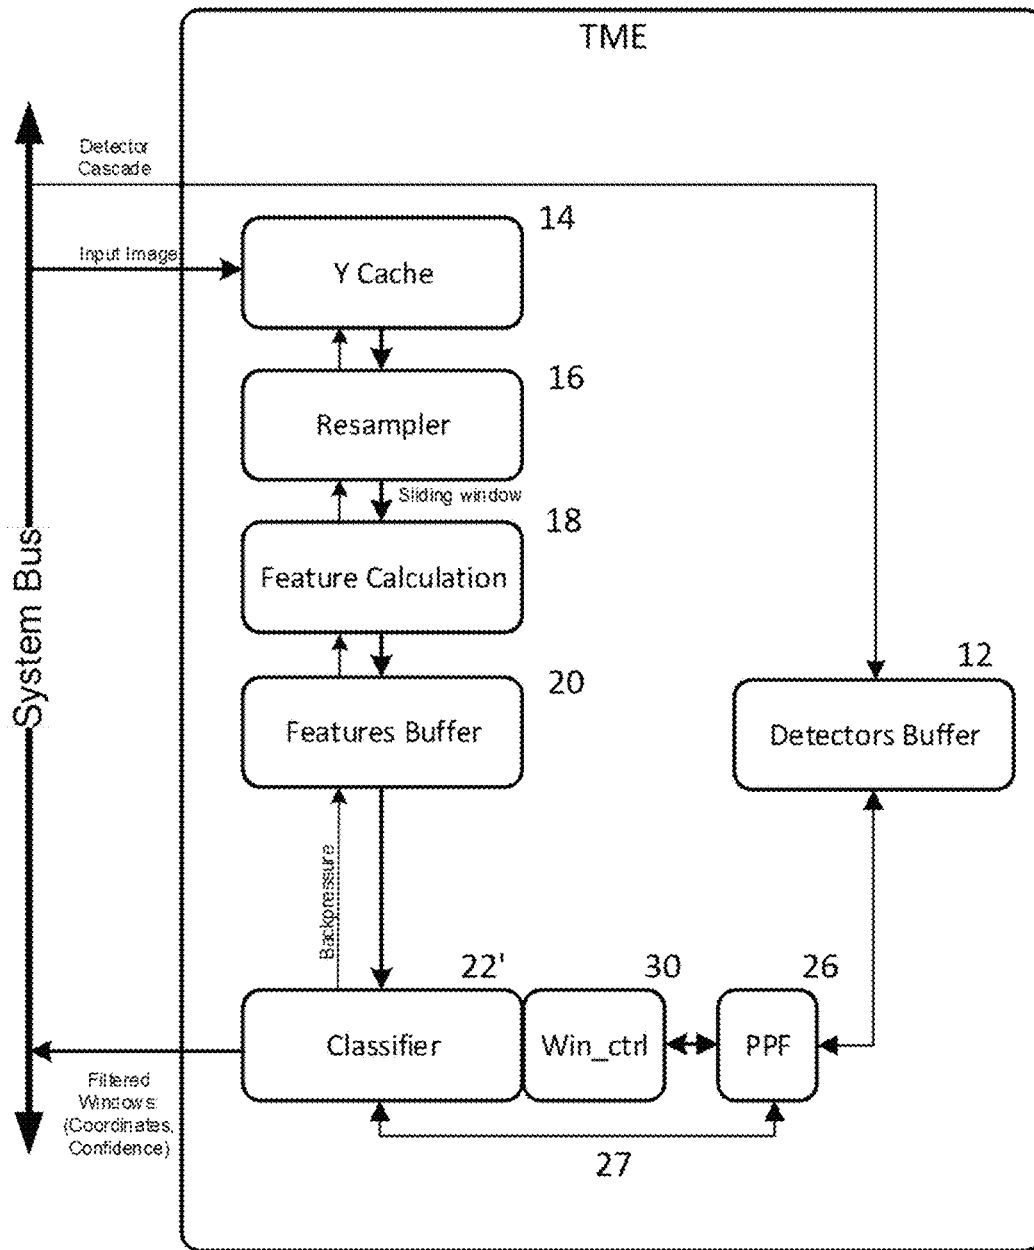 TME
Detector
Cascade
14
Input Image
Y Cache
16
Resampler
Sliding window
18
Feature Calculation
System Bus
12
20
Features Buffer
Detectors Buffer
Backpressure
22'
30
26
Classifier
Win_ctrl
PPF
Filtered
Windows:
(Coordinates,
Confidence)
27